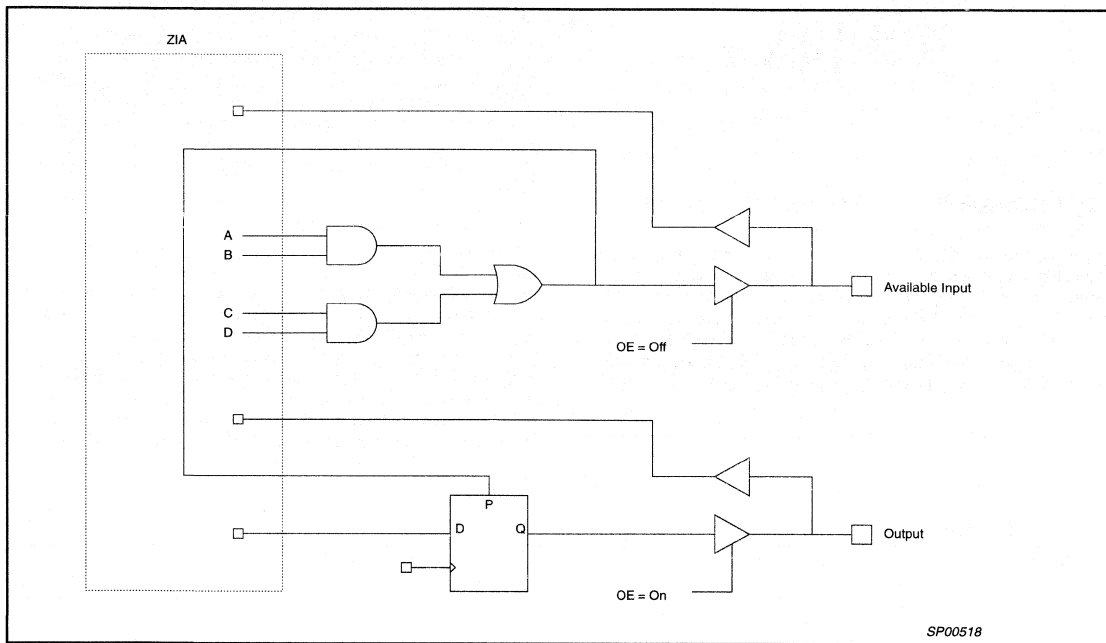 ZIA
A
B
Available Input
C
D
OE = Off
P
D
Q
Output
OE = On
SP00518